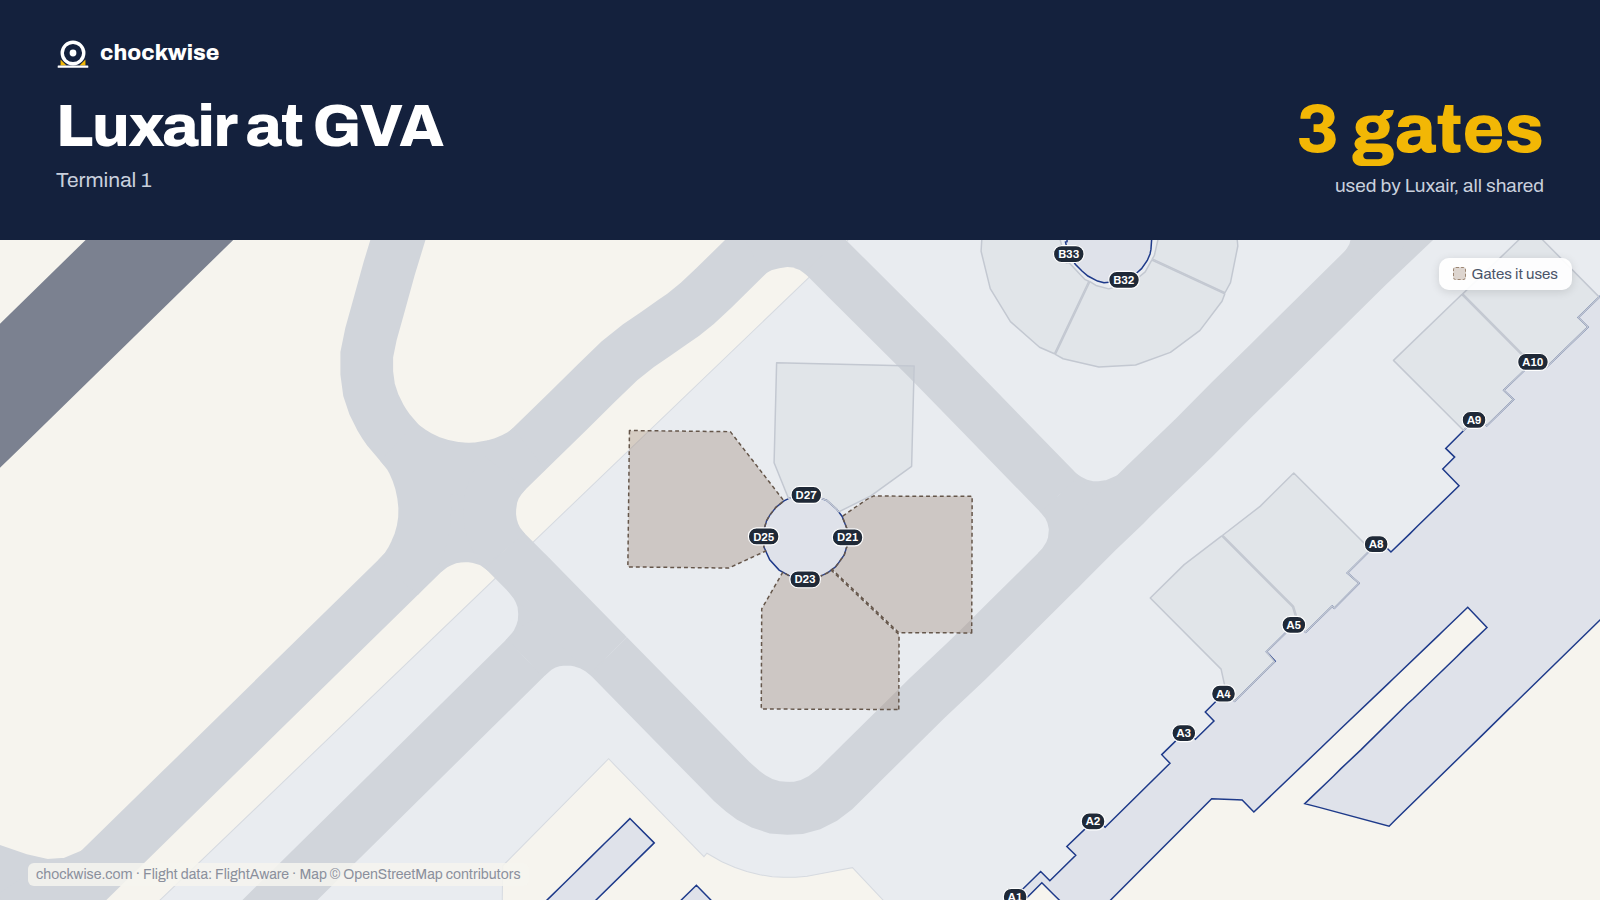 chockwise
Luxair at GVA
Terminal 1
3 gates
used by Luxair, all shared
Gates it uses
B33
B32
A10
A9
D27
D25
D21
A8
D23
A5
A4
A3
A2
A1
chockwise.com · Flight data: FlightAware · Map © OpenStreetMap contributors